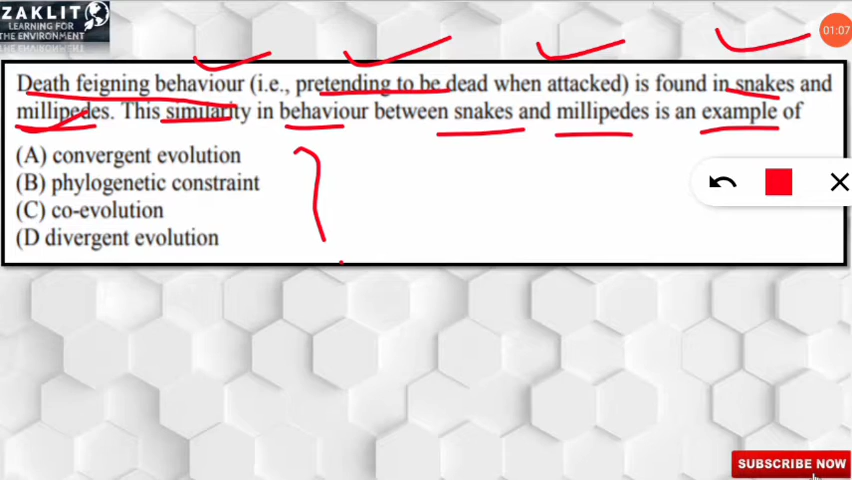 ZAKLIT
LEARNING FOR
THE ENVIRONMENT
01:07
Death feigning behaviour (i.e., pretending to be dead when attacked) is found in snakes and
millipedes. This similarity in behaviour between snakes and millipedes is an example of
(A) convergent evolution
(B) phylogenetic constraint
(C) co-evolution
(D divergent evolution
SUBSCRIBE NOW